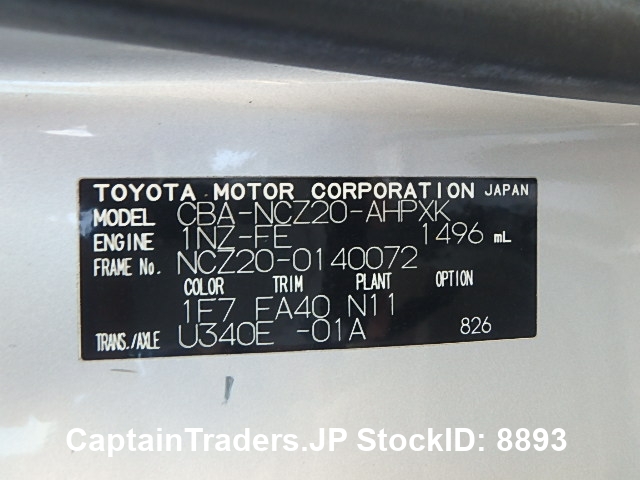 TOYOTA MOTOR CORPORATION JAPAN
MODEL CBA-NCZ20-AHPXK
ENGINE 1NZ-FE 1496 mL
FRAME No. NCZ20-0140072
COLOR TRIM PLANT OPTION
1F7 FA40 N11
TRANS./AXLE U340E -01A 826
CaptainTraders.JP StockID: 8893